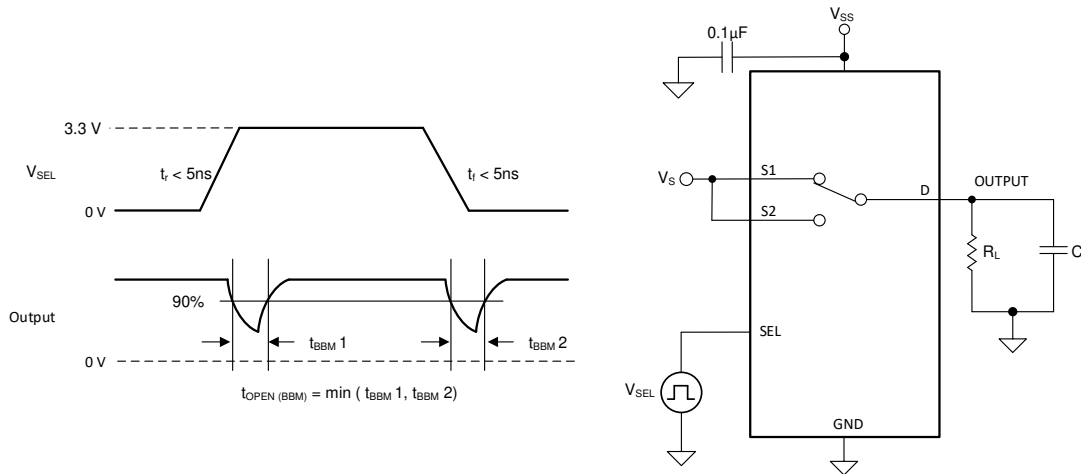 3.3 V
V_SEL
t_r < 5ns
t_f < 5ns
0 V
90%
Output
t_BBM 1
t_BBM 2
0 V
t_OPEN (BBM) = min ( t_BBM 1, t_BBM 2)
V_SS
0.1µF
V_S
S1
S2
D
OUTPUT
R_L
C
SEL
V_SEL
GND